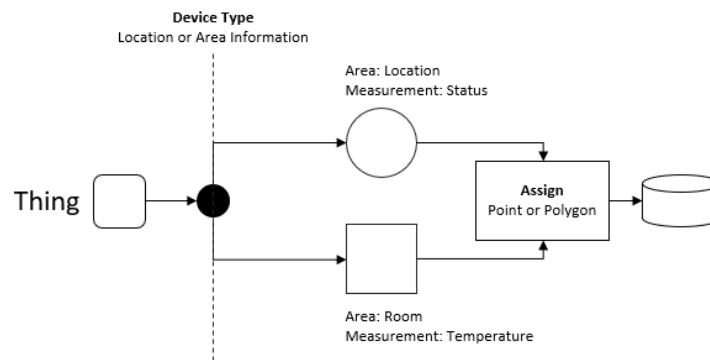 Device Type
Location or Area Information
Area: Location
Measurement: Status
Thing
Assign
Point or Polygon
Area: Room
Measurement: Temperature